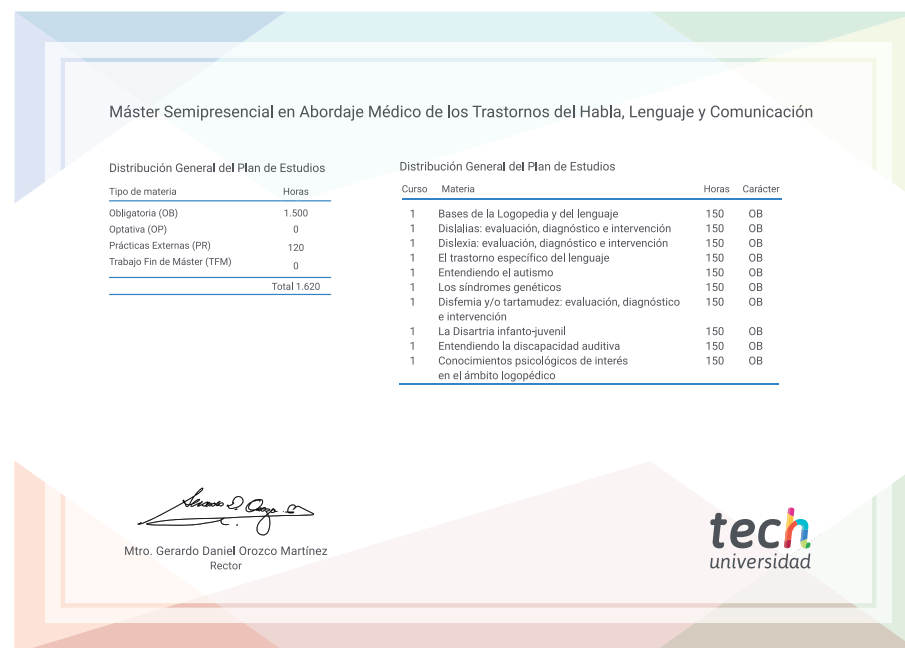 Máster Semipresencial en Abordaje Médico de los Trastornos del Habla, Lenguaje y Comunicación
Distribución General del Plan de Estudios
Tipo de materia Horas
Obligatoria (OB) 1.500
Optativa (OP) 0
Prácticas Externas (PR) 120
Trabajo Fin de Máster (TFM) 0
Total 1.620
Distribución General del Plan de Estudios
Curso Materia Horas Carácter
1 Bases de la Logopedia y del lenguaje 150 OB
1 Dislalias: evaluación, diagnóstico e intervención 150 OB
1 Dislexia: evaluación, diagnóstico e intervención 150 OB
1 El trastorno específico del lenguaje 150 OB
1 Entendiendo el autismo 150 OB
1 Los síndromes genéticos 150 OB
1 Disfemia y/o tartamudez: evaluación, diagnóstico 150 OB
e intervención
1 La Disartria infanto-juvenil 150 OB
1 Entendiendo la discapacidad auditiva 150 OB
1 Conocimientos psicológicos de interés 150 OB
en el ámbito logopédico
Mtro. Gerardo Daniel Orozco Martínez
Rector
tech
universidad